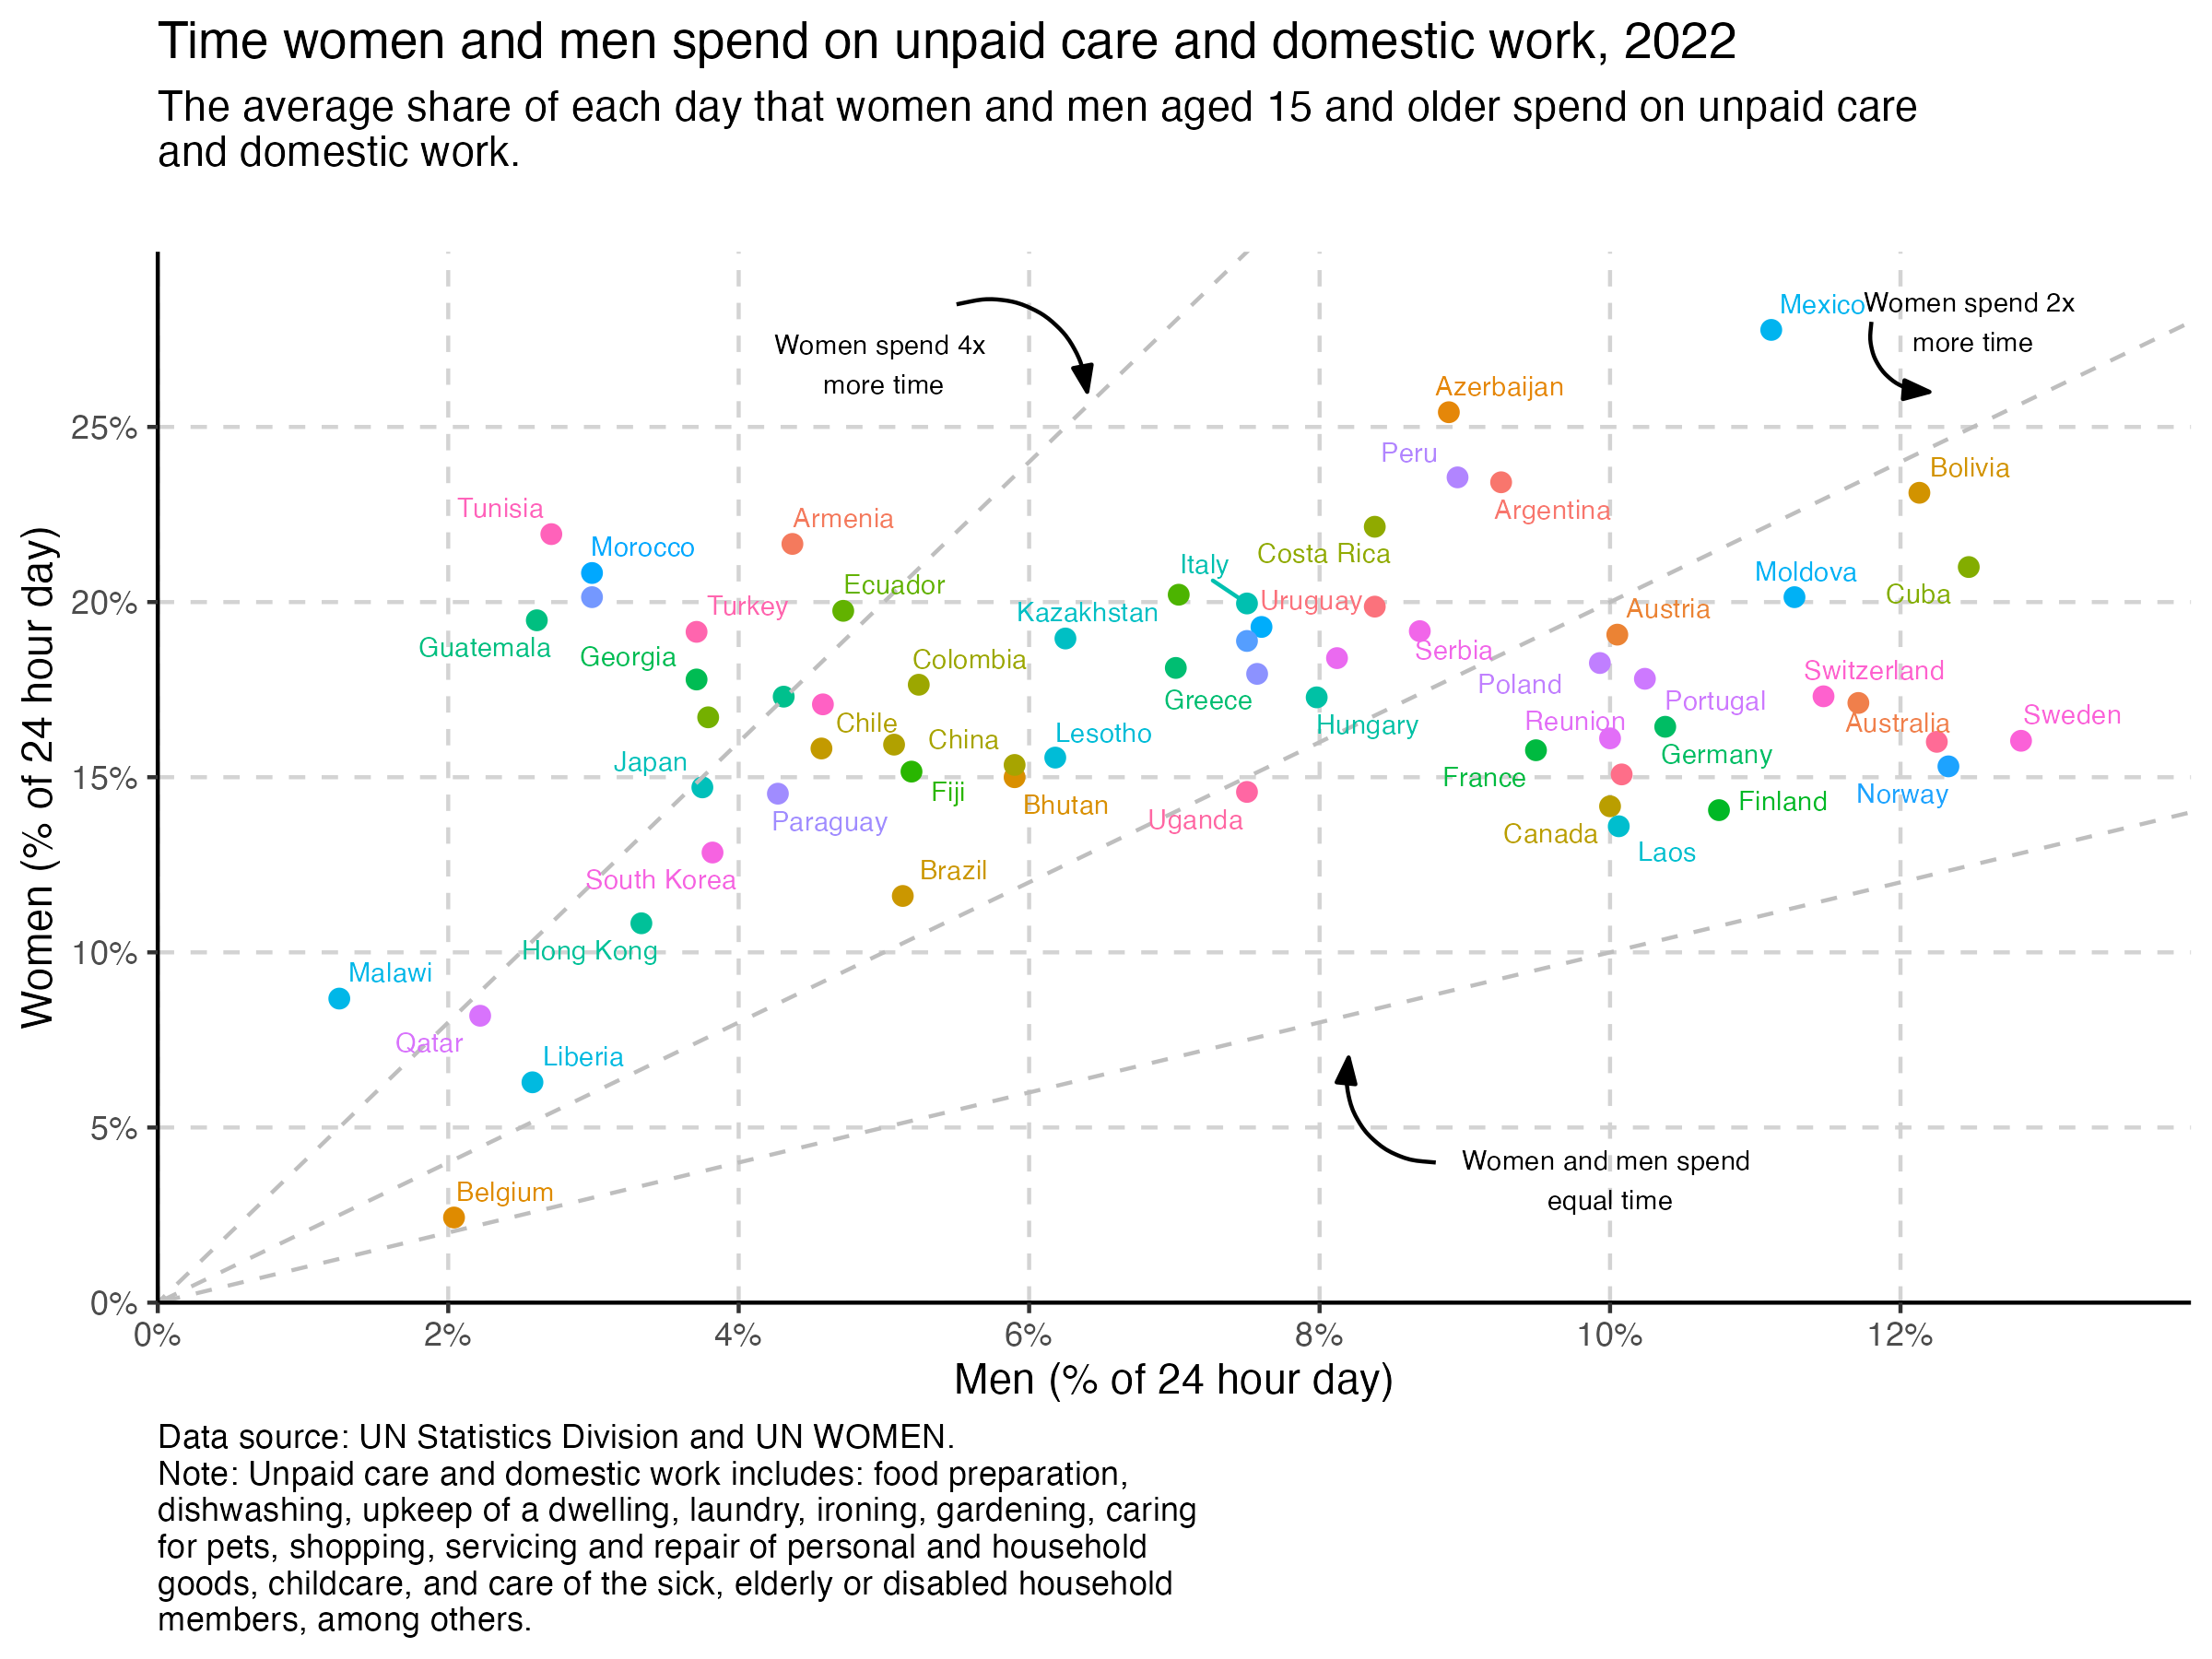 Time women and men spend on unpaid care and domestic work, 2022
The average share of each day that women and men aged 15 and older spend on unpaid care
and domestic work.
Women (% of 24 hour day)
25%
20%
15%
10%
5%
0%
Mexico
Women spend 2x
more time
Women spend 4x
more time
Azerbaijan
Peru
Bolivia
Tunisia
Armenia
Argentina
Morocco
Costa Rica
Italy
Moldova
Ecuador
Cuba
Turkey
Kazakhstan
Uruguay
Austria
Guatemala
Georgia
Colombia
Serbia
Switzerland
Poland
Greece
Portugal
Chile
Hungary
Reunion
Australia
Sweden
China
Lesotho
Germany
Japan
France
Fiji
Norway
Bhutan
Finland
Paraguay
Uganda
Canada
Laos
South Korea
Brazil
Hong Kong
Malawi
Qatar
Liberia
Women and men spend
equal time
Belgium
0%
2%
4%
6%
8%
10%
12%
Men (% of 24 hour day)
Data source: UN Statistics Division and UN WOMEN.
Note: Unpaid care and domestic work includes: food preparation,
dishwashing, upkeep of a dwelling, laundry, ironing, gardening, caring
for pets, shopping, servicing and repair of personal and household
goods, childcare, and care of the sick, elderly or disabled household
members, among others.